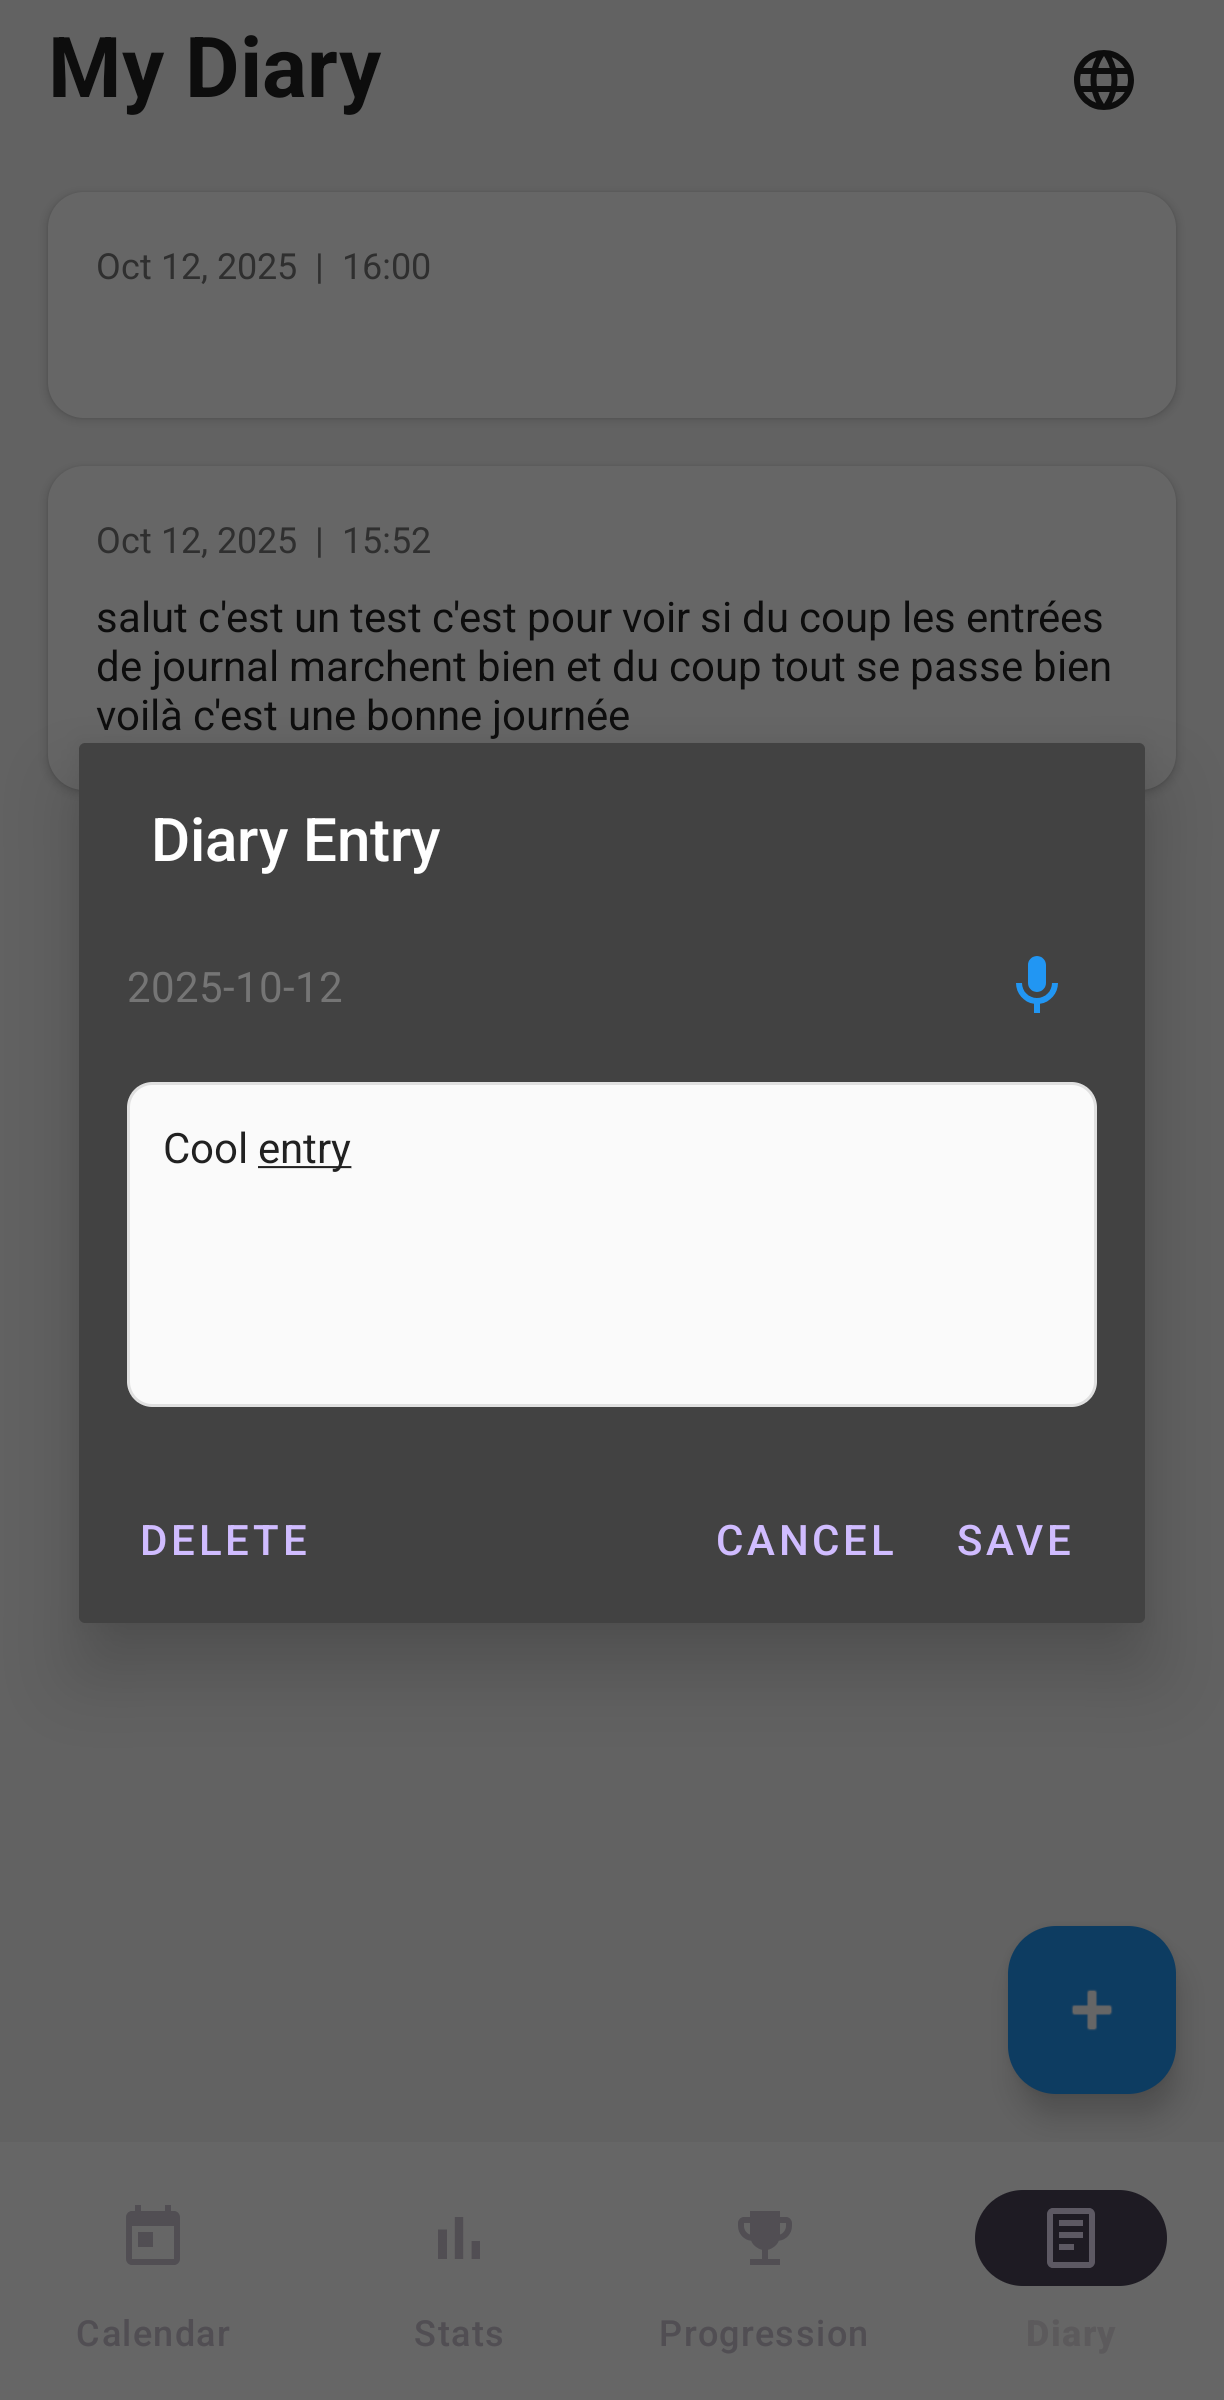 My Diary
Oct 12, 2025 | 16:00
Oct 12, 2025 | 15:52
salut c'est un test c'est pour voir si du coup les entrées
de journal marchent bien et du coup tout se passe bien
voilà c'est une bonne journée
Diary Entry
2025-10-12
Cool entry
DELETE CANCEL SAVE
Calendar Stats Progression Diary